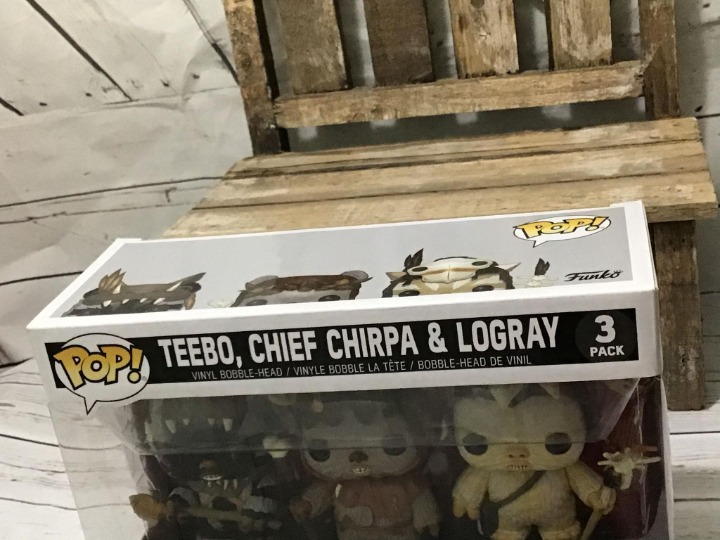 POP!
Funko
POP! TEEBO, CHIEF CHIRPA & LOGRAY 3 PACK
VINYL BOBBLE-HEAD / VINYLE BOBBLE LA TÊTE / BOBBLE-HEAD DE VINIL